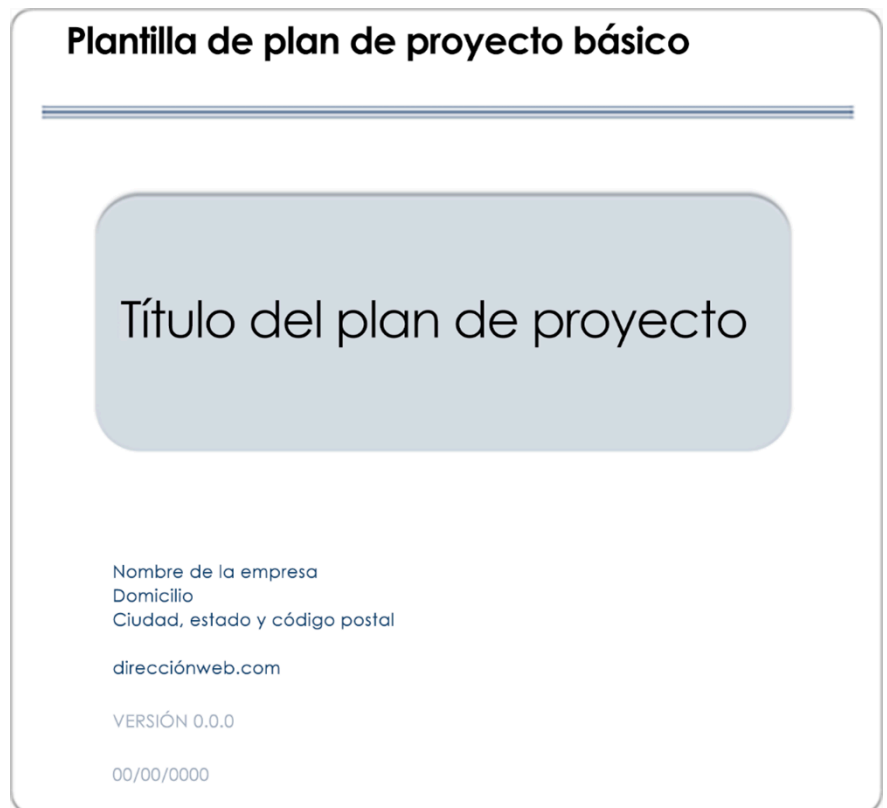 Plantilla de plan de proyecto básico
Título del plan de proyecto
Nombre de la empresa
Domicilio
Ciudad, estado y código postal
direcciónweb.com
VERSIÓN 0.0.0
00/00/0000